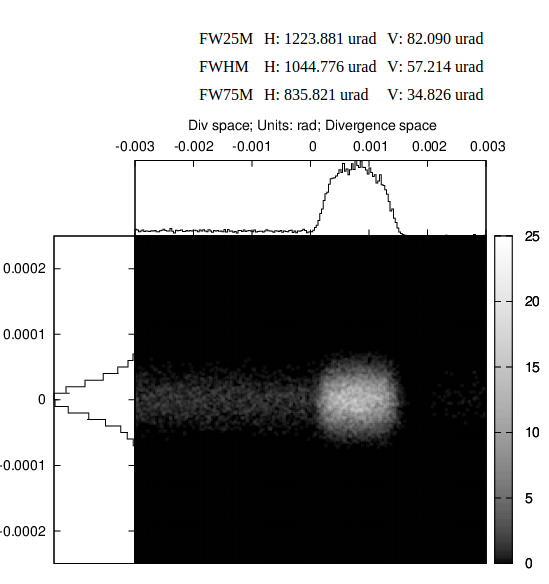 FW25M H: 1223.881 urad V: 82.090 urad
FWHM H: 1044.776 urad V: 57.214 urad
FW75M H: 835.821 urad V: 34.826 urad
Div space; Units: rad; Divergence space
-0.003 -0.002 -0.001 0 0.001 0.002 0.003
0.0002
0.0001
0
-0.0001
-0.0002
25
20
15
10
5
0